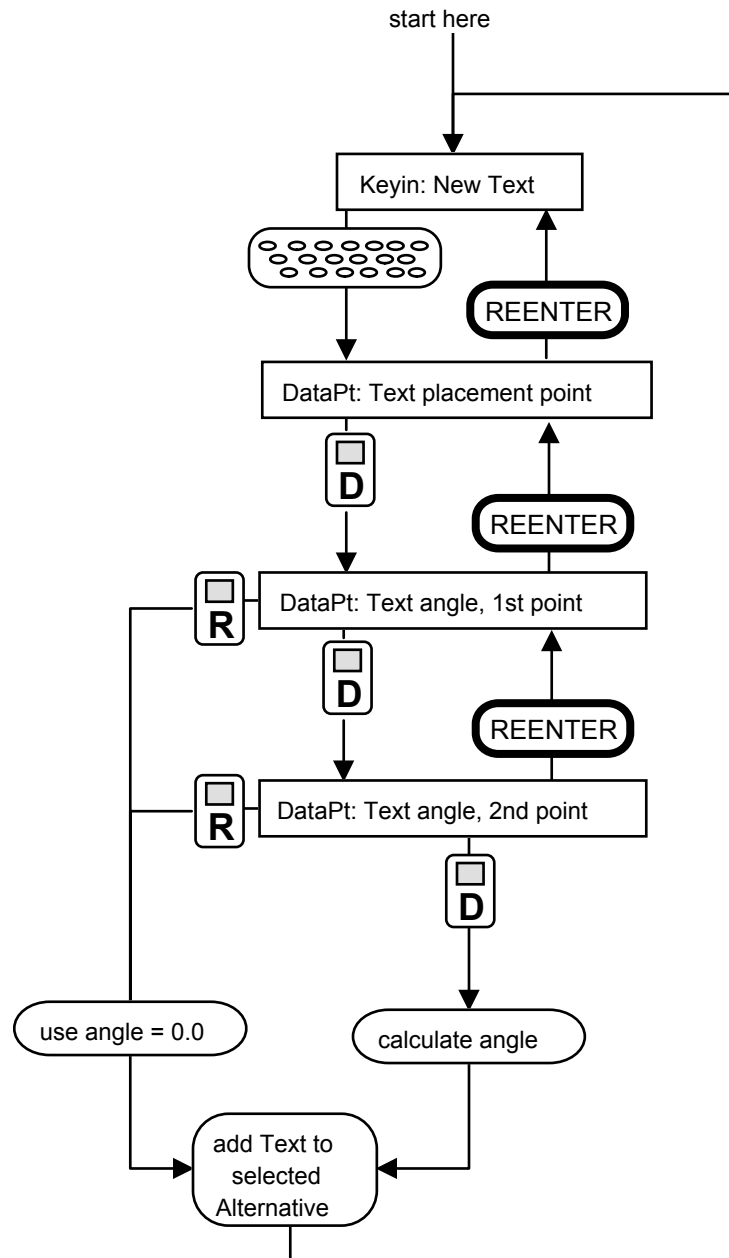 start here
Keyin: New Text
REENTER
DataPt: Text placement point
D
REENTER
R
DataPt: Text angle, 1st point
D
REENTER
R
DataPt: Text angle, 2nd point
D
use angle = 0.0
calculate angle
add Text to
selected
Alternative